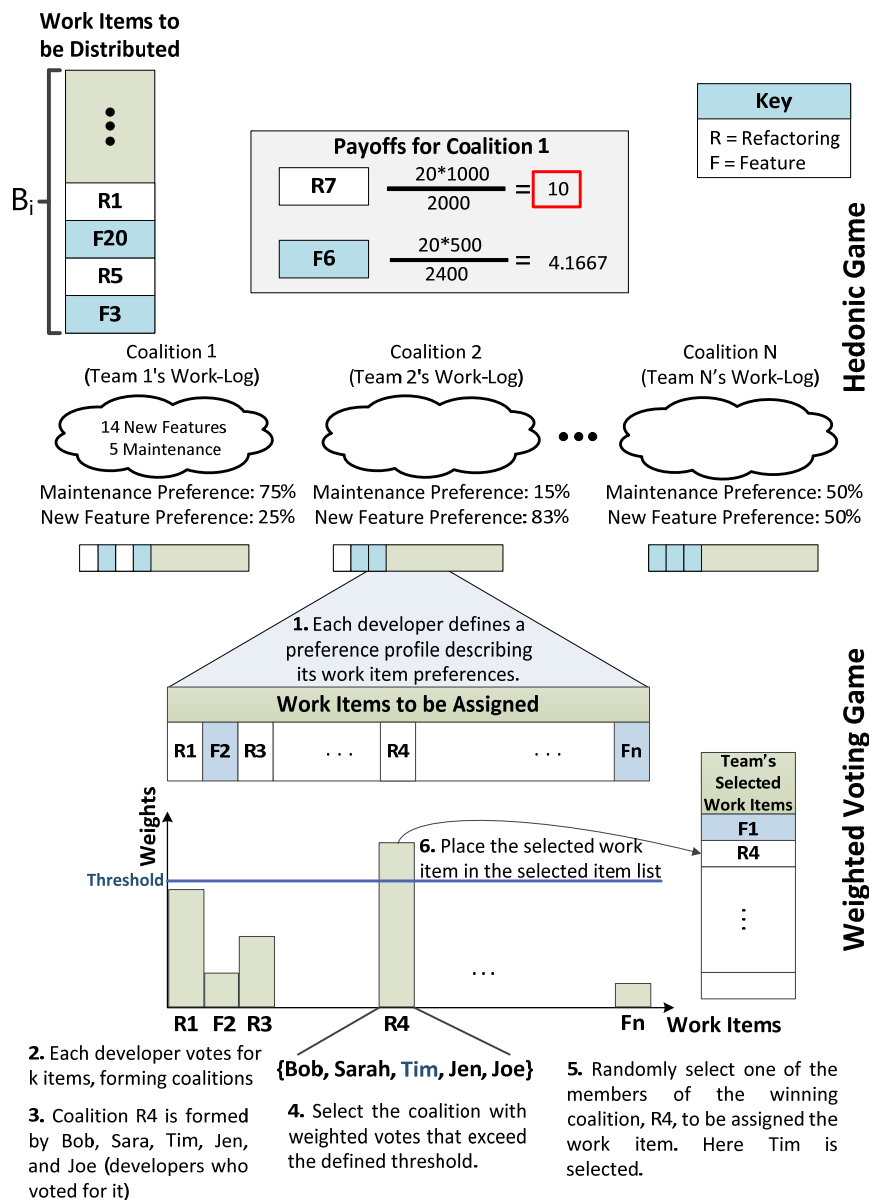 Work Items to
be Distributed
Key
R = Refactoring
F = Feature
Payoffs for Coalition 1
R7
20*1000
2000
=
10
F6
20*500
2400
=
4.1667
Bi
R1
F20
R5
F3
Hedonic Game
Coalition 1
(Team 1's Work-Log)
14 New Features
5 Maintenance
Maintenance Preference: 75%
New Feature Preference: 25%
Coalition 2
(Team 2's Work-Log)
Maintenance Preference: 15%
New Feature Preference: 83%
Coalition N
(Team N's Work-Log)
Maintenance Preference: 50%
New Feature Preference: 50%
1. Each developer defines a
preference profile describing
its work item preferences.
Work Items to be Assigned
R1 F2 R3 ... R4 ... Fn
Weighted Voting Game
Team's
Selected
Work Items
F1
R4
Weights
Threshold
6. Place the selected work
item in the selected item list
...
R1 F2 R3 R4 Fn Work Items
2. Each developer votes for
k items, forming coalitions
3. Coalition R4 is formed
by Bob, Sara, Tim, Jen,
and Joe (developers who
voted for it)
{Bob, Sarah, Tim, Jen, Joe}
4. Select the coalition with
weighted votes that exceed
the defined threshold.
5. Randomly select one of the
members of the winning
coalition, R4, to be assigned the
work item. Here Tim is
selected.